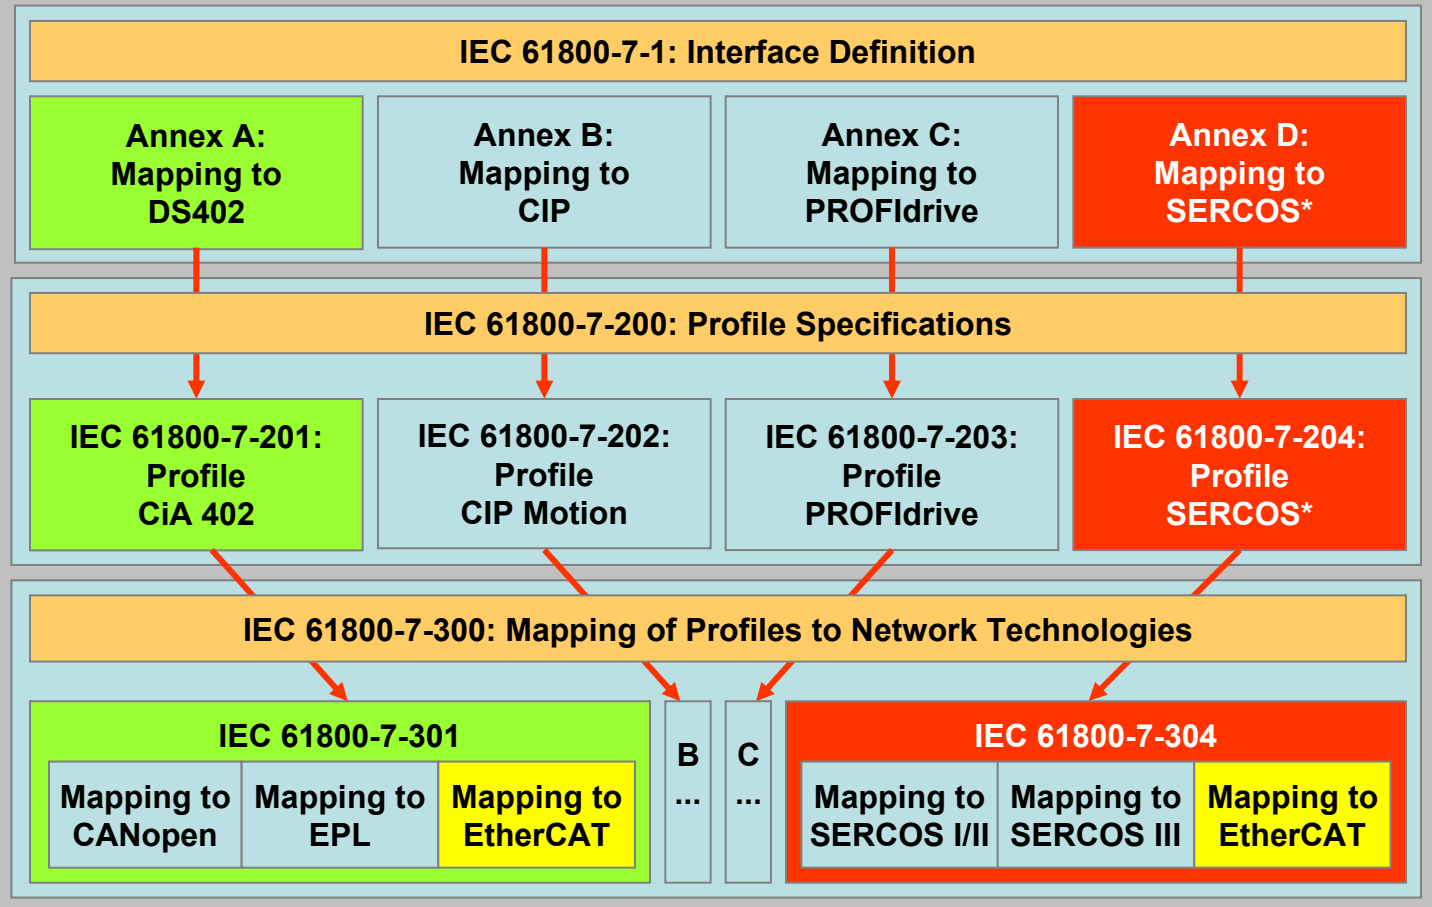 IEC 61800-7-1: Interface Definition
Annex A:
Mapping to
DS402
Annex B:
Mapping to
CIP
Annex C:
Mapping to
PROFIdrive
Annex D:
Mapping to
SERCOS*
IEC 61800-7-200: Profile Specifications
IEC 61800-7-201:
Profile
CiA 402
IEC 61800-7-202:
Profile
CIP Motion
IEC 61800-7-203:
Profile
PROFIdrive
IEC 61800-7-204:
Profile
SERCOS*
IEC 61800-7-300: Mapping of Profiles to Network Technologies
IEC 61800-7-301
Mapping to
CANopen
Mapping to
EPL
Mapping to
EtherCAT
B
...
C
...
IEC 61800-7-304
Mapping to
SERCOS I/II
Mapping to
SERCOS III
Mapping to
EtherCAT